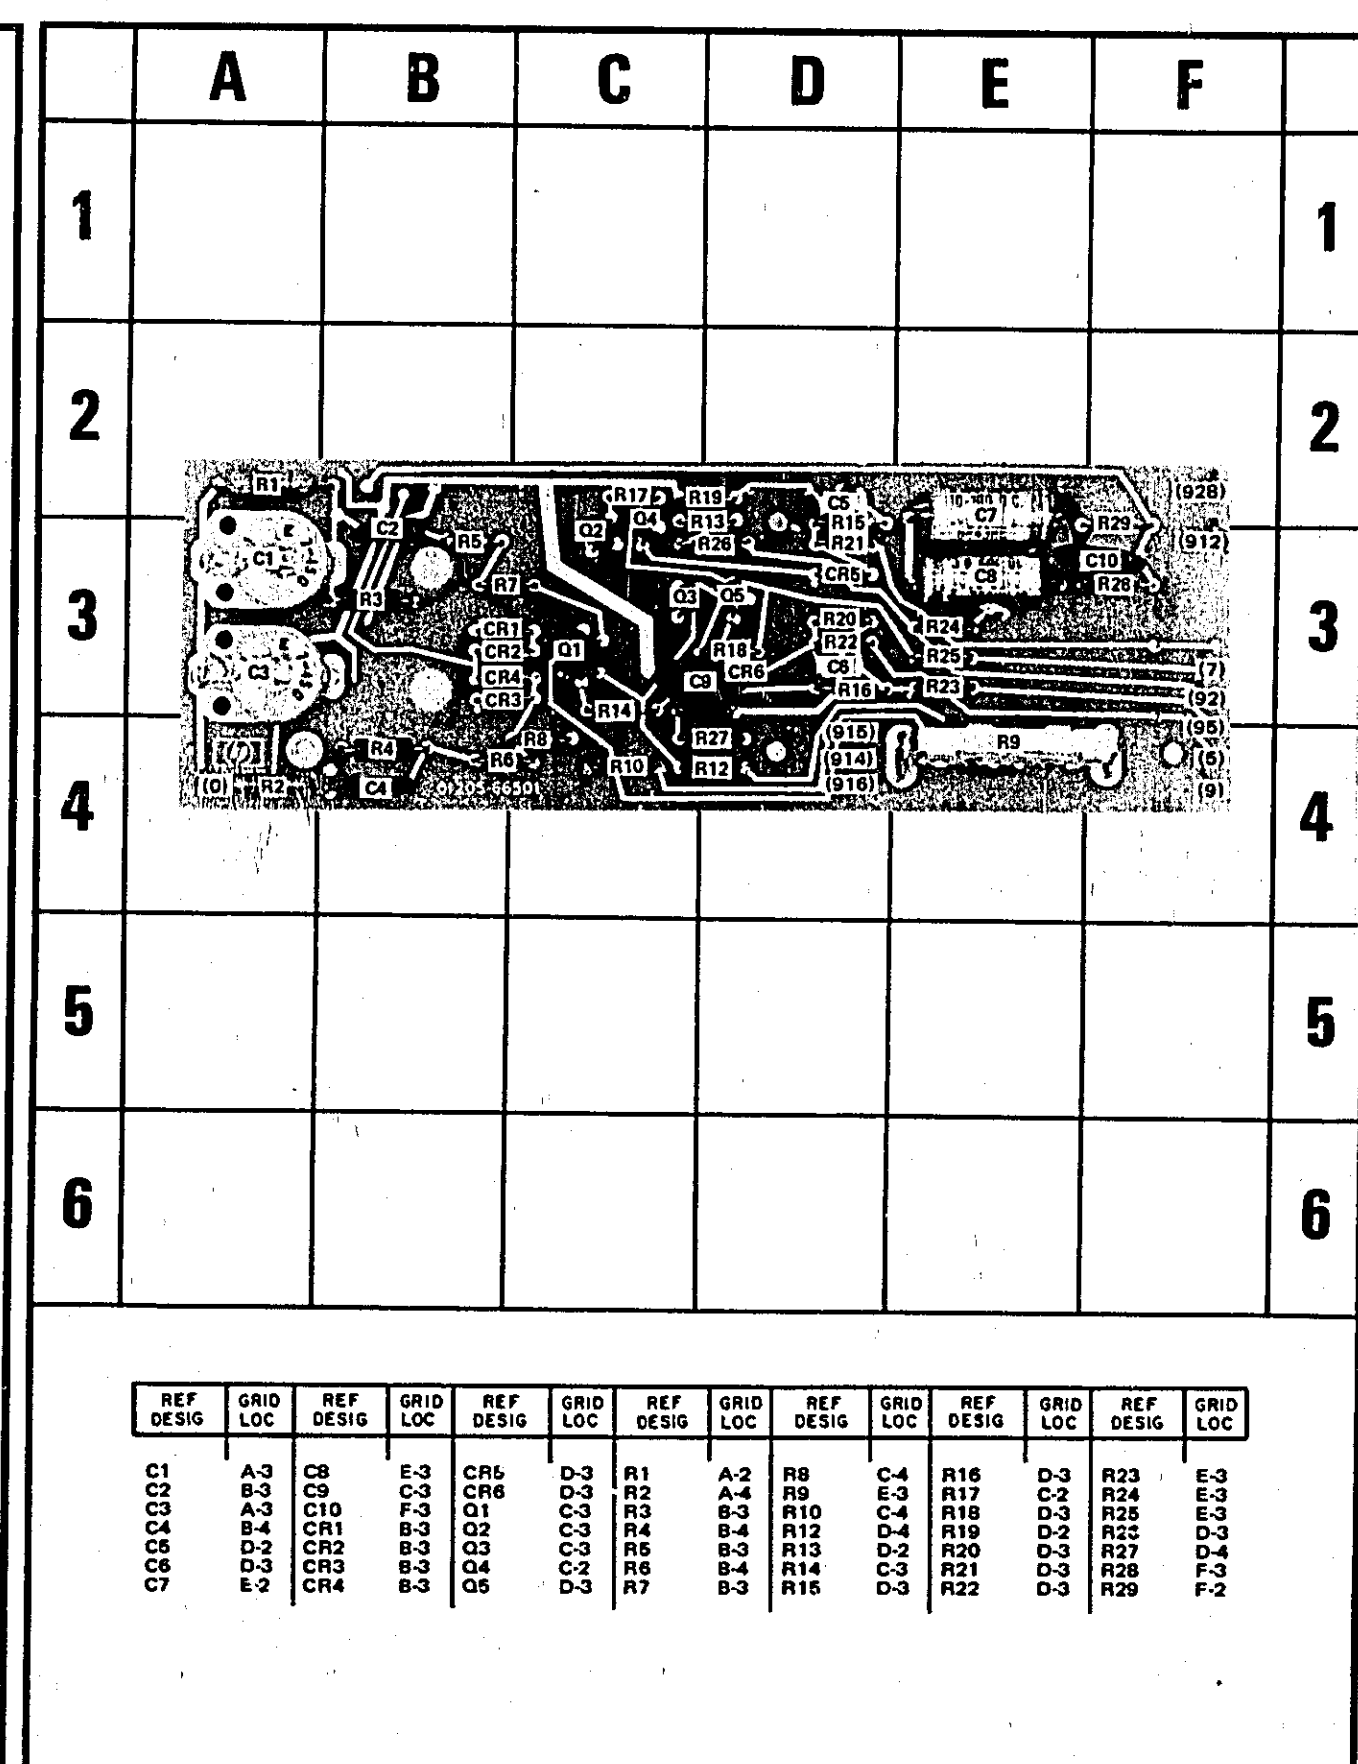 A B C D E F
1 1
2 2
R1 R17 R19 C5 C7 (928)
C2 Q2 Q4 R13 R15 R29
R5 R26 R21 (912)
C1 CR5 C8 C10
R7 R28
R3 Q3 Q5
3 3
CR1 R20 R24
CR2 Q1 R18 R22 R25
C3 CR4 C9 CR6 C6 (7)
CR3 R14 R16 R23 (92)
R4 R8 R27 (915) R9 (95)
R6 R10 R12 (914) (5)
(0) R2 C4 (916) (9)
4 4
5 5
6 6
REF DESIG GRID LOC REF DESIG GRID LOC REF DESIG GRID LOC REF DESIG GRID LOC REF DESIG GRID LOC REF DESIG GRID LOC REF DESIG GRID LOC
C1 A-3 C8 E-3 CR5 D-3 R1 A-2 R8 C-4 R16 D-3 R23 E-3
C2 B-3 C9 C-3 CR6 D-3 R2 A-4 R9 E-3 R17 C-2 R24 E-3
C3 A-3 C10 F-3 Q1 C-3 R3 B-3 R10 C-4 R18 D-3 R25 E-3
C4 B-4 CR1 B-3 Q2 C-3 R4 B-4 R12 D-4 R19 D-2 D-3
C5 D-2 CR2 B-3 Q3 C-3 R5 B-3 R13 D-2 R20 D-3 R27 D-4
C6 D-3 CR3 B-3 Q4 C-2 R6 B-4 R14 C-3 R21 D-3 R28 F-3
C7 E-2 CR4 B-3 Q5 D-3 R7 B-3 R15 D-3 R22 D-3 R29 F-2